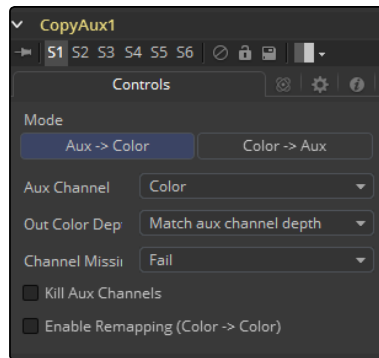 CopyAux1
S1 S2 S3 S4 S5 S6
Controls
Mode
Aux -> Color Color -> Aux
Aux Channel Color
Out Color Dep Match aux channel depth
Channel Missin Fail
Kill Aux Channels
Enable Remapping (Color -> Color)